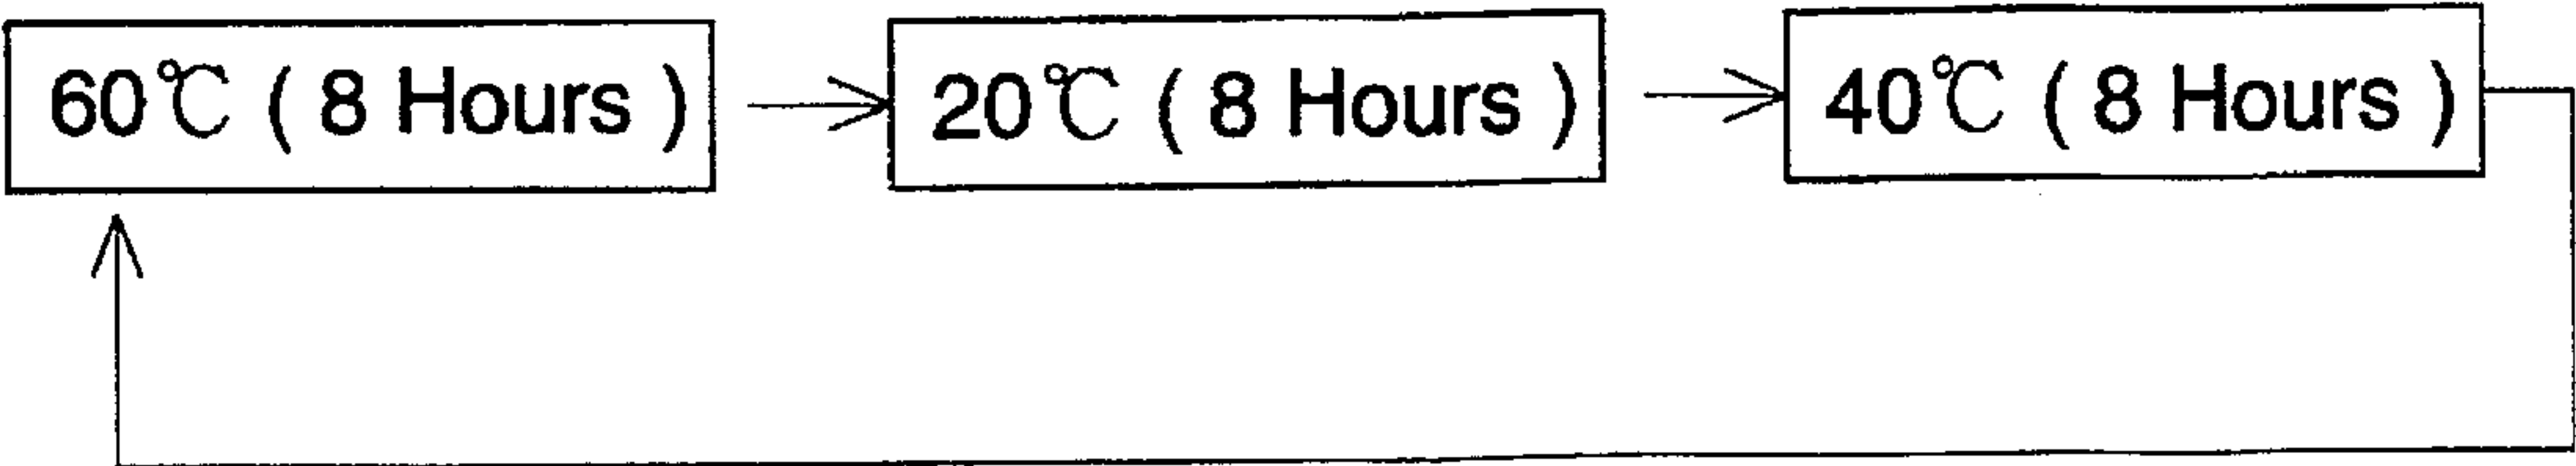 60℃ ( 8 Hours )
20℃ ( 8 Hours )
40℃ ( 8 Hours )